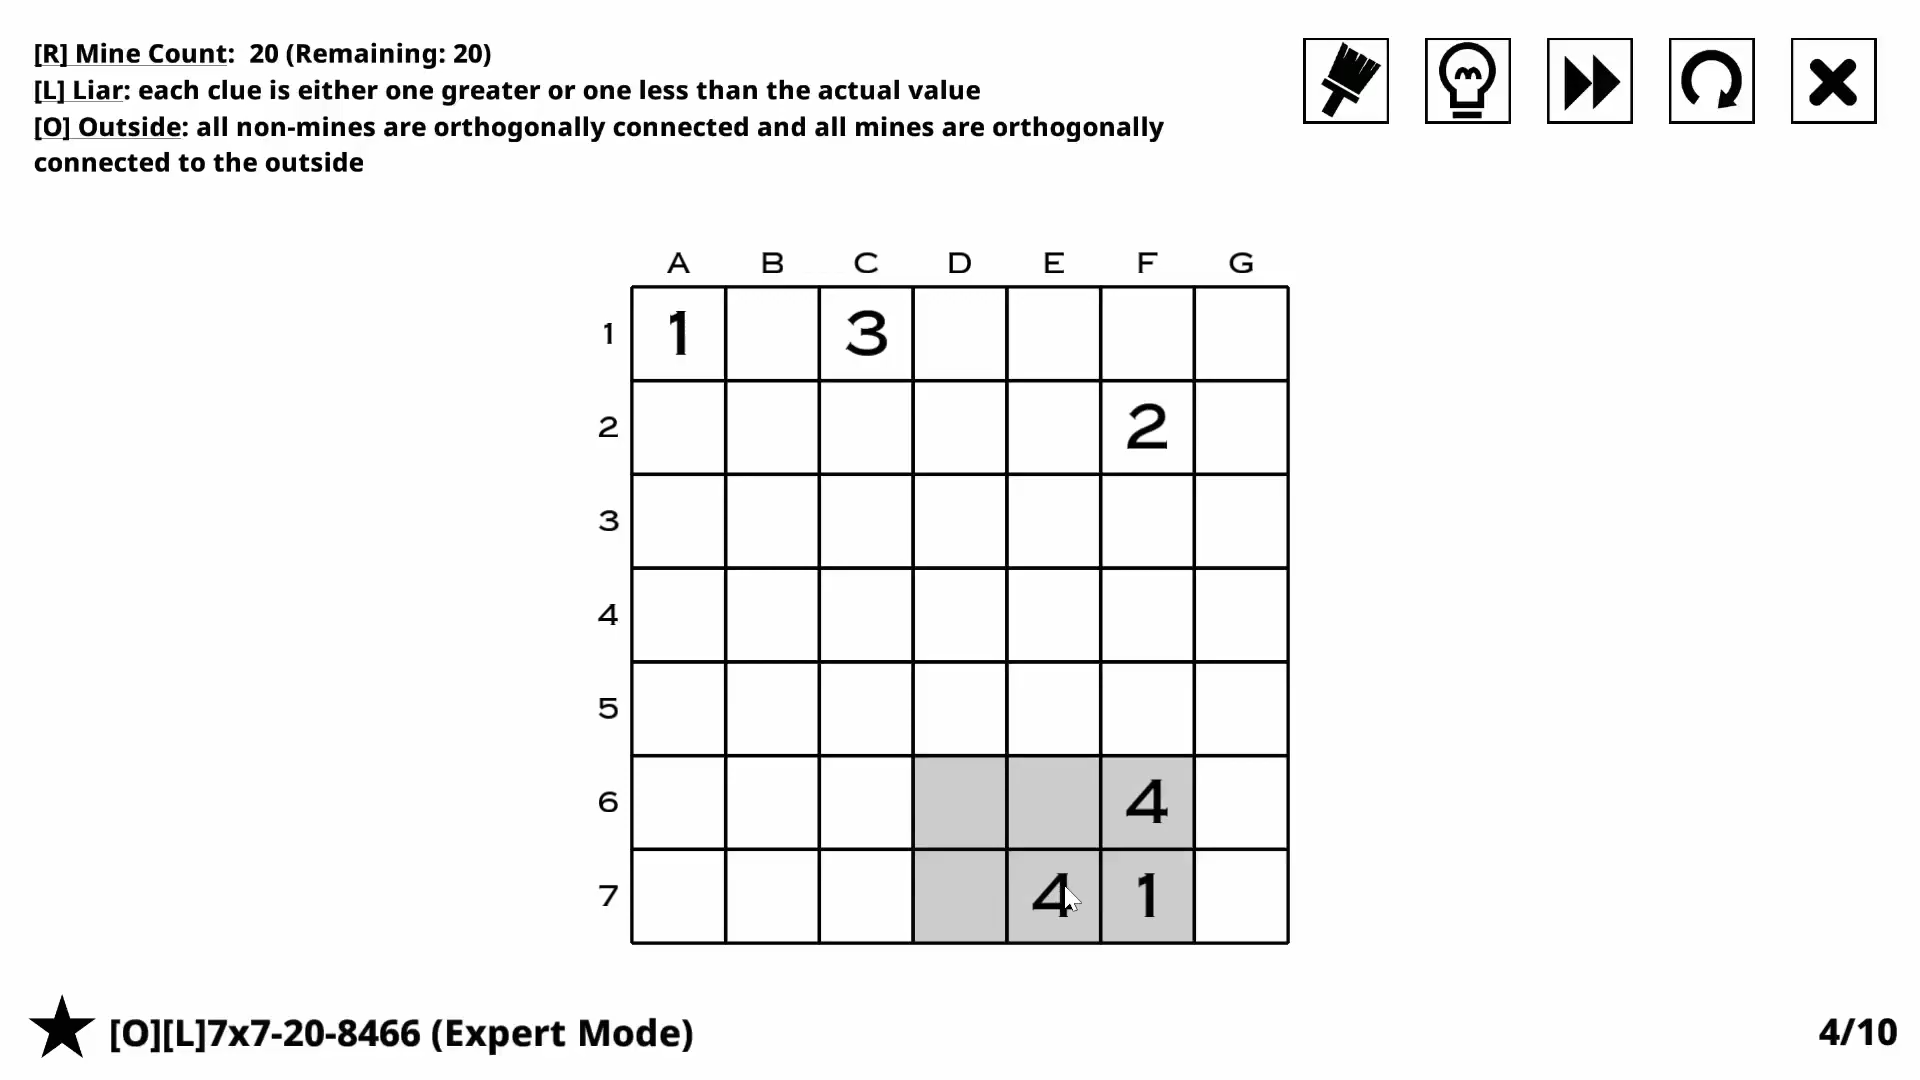 [R] Mine Count:  20 (Remaining: 20)
[L] Liar: each clue is either one greater or one less than the actual value
[O] Outside: all non-mines are orthogonally connected and all mines are orthogonally
connected to the outside
A B C D E F G
1 1 3
2 2
3
4
5
6 4
7 4 1
[O][L]7x7-20-8466 (Expert Mode)
4/10